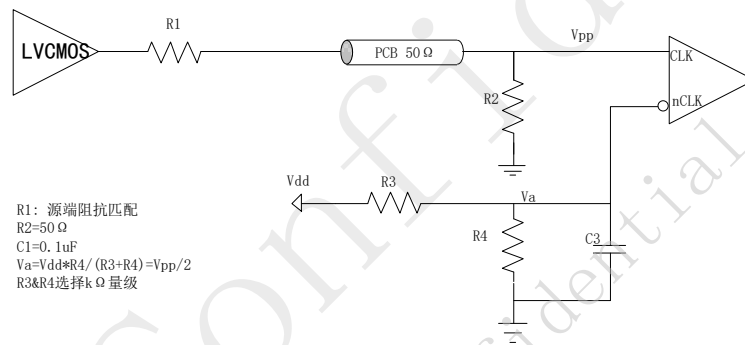 LVCMOS
R1
PCB 50Ω
Vpp
CLK
R2
nCLK
Vdd
R3
Va
R4
C3
R1: 源端阻抗匹配
R2=50Ω
C1=0.1uF
Va=Vdd*R4/(R3+R4)=Vpp/2
R3&R4选择kΩ量级
Confid
fidential